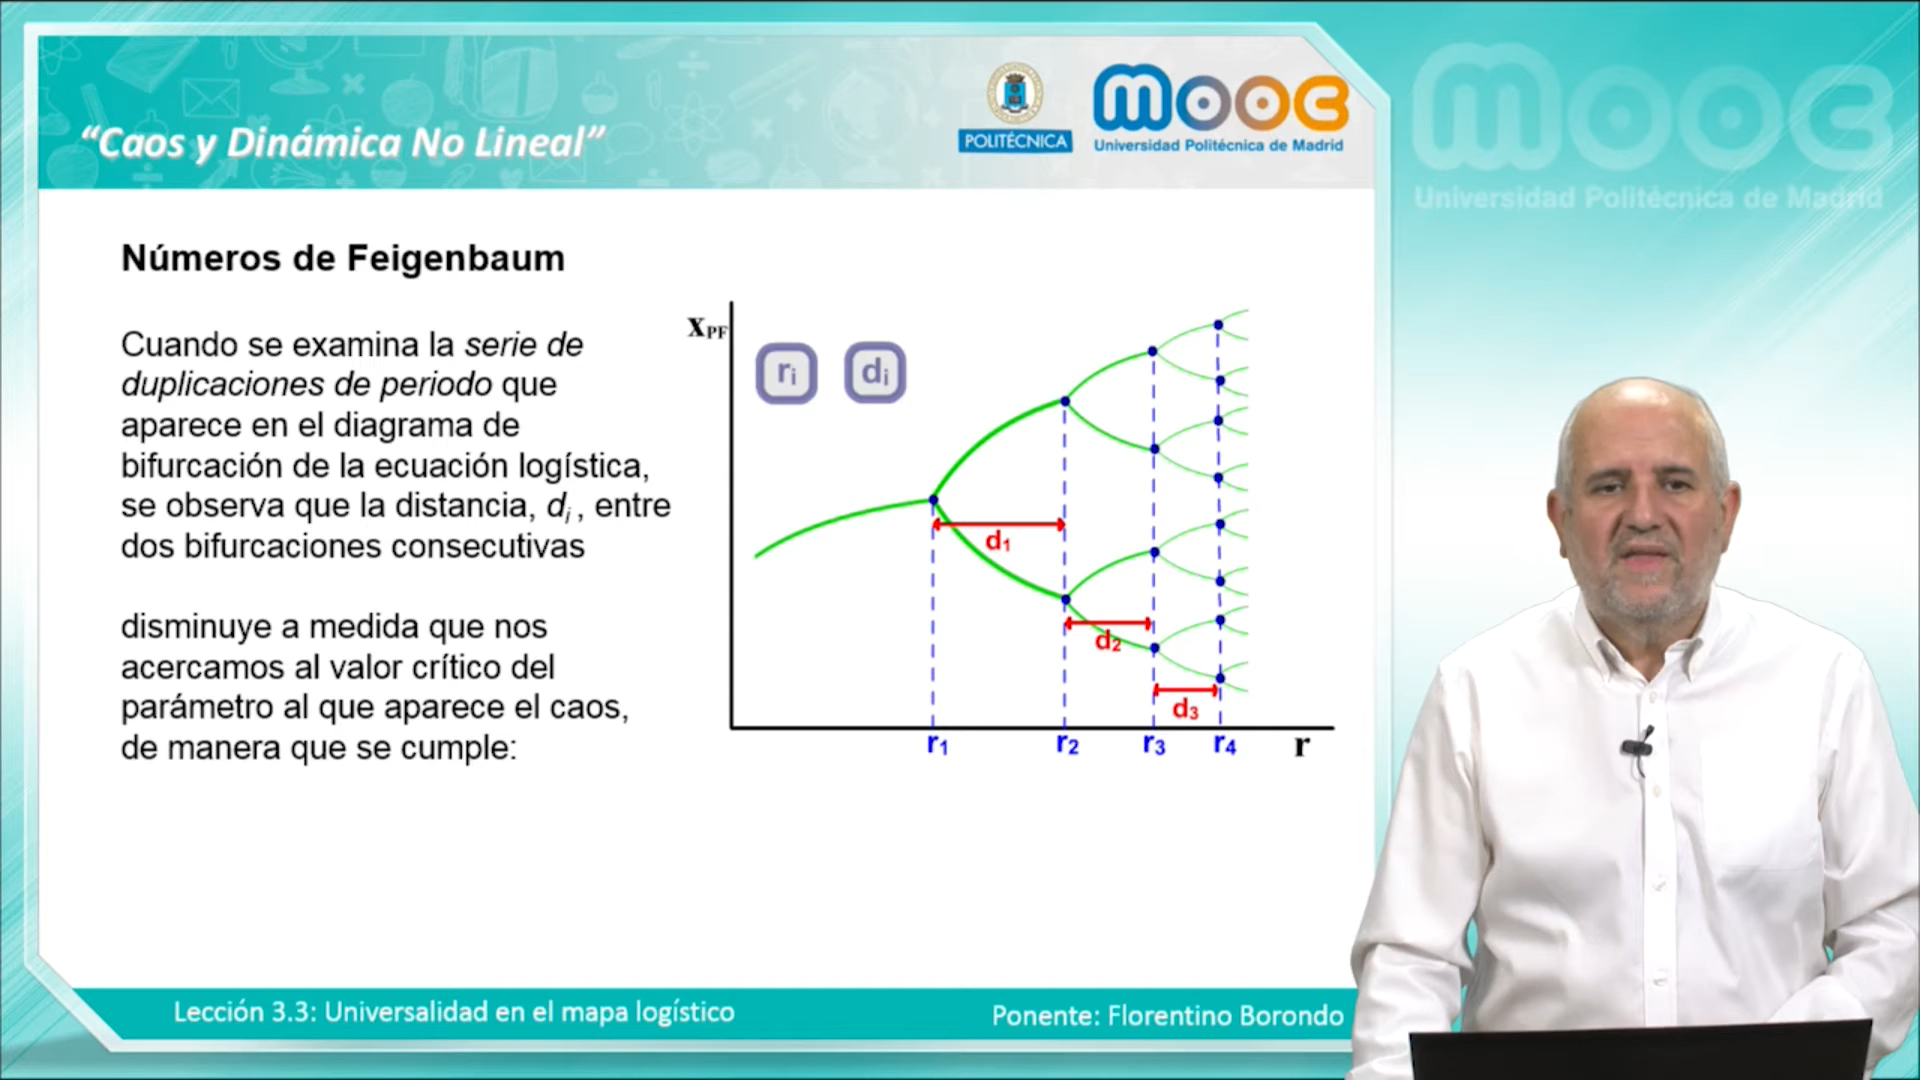 “Caos y Dinámica No Lineal”
POLITÉCNICA
mooc
Universidad Politécnica de Madrid
mooc
Universidad Politécnica de Madrid
Números de Feigenbaum
Cuando se examina la serie de
duplicaciones de periodo que
aparece en el diagrama de
bifurcación de la ecuación logística,
se observa que la distancia, dᵢ, entre
dos bifurcaciones consecutivas
disminuye a medida que nos
acercamos al valor crítico del
parámetro al que aparece el caos,
de manera que se cumple:
X_PF
rᵢ dᵢ
d₁
d₂
d₃
r₁ r₂ r₃ r₄ r
Lección 3.3: Universalidad en el mapa logístico
Ponente: Florentino Borondo